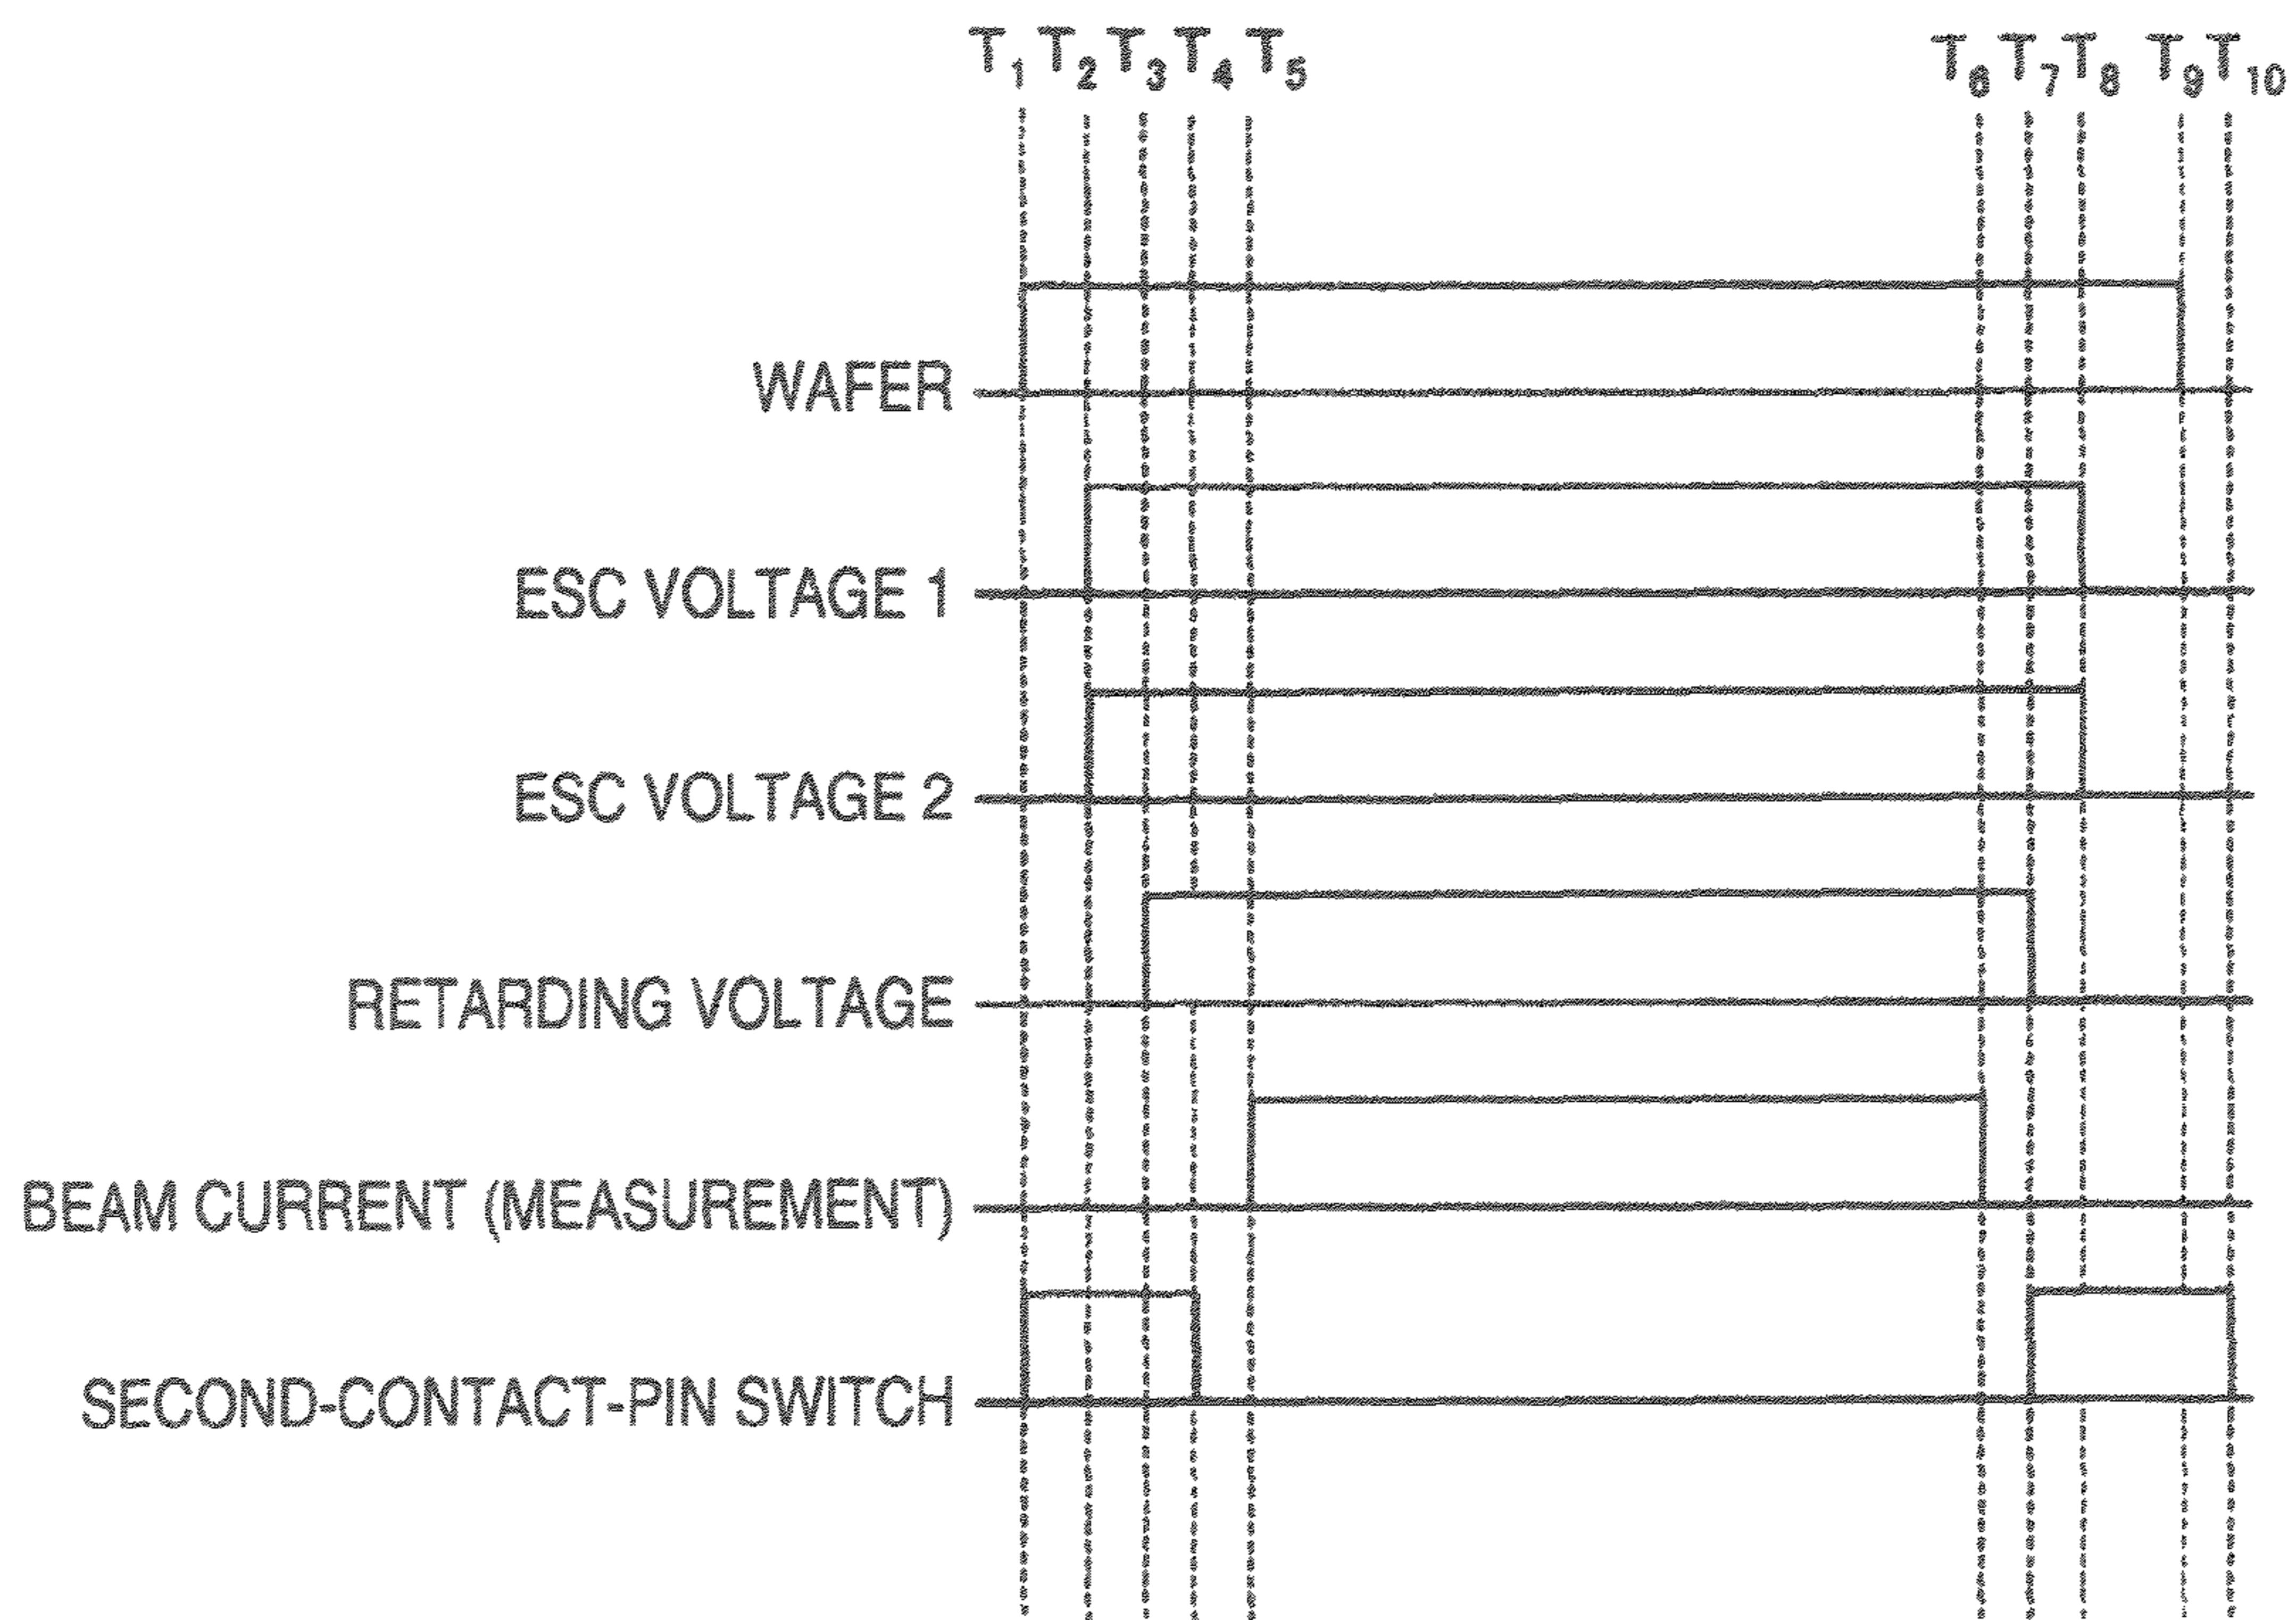 T1 T2 T3 T4 T5 T6 T7 T8 T9 T10
WAFER
ESC VOLTAGE 1
ESC VOLTAGE 2
RETARDING VOLTAGE
BEAM CURRENT (MEASUREMENT)
SECOND-CONTACT-PIN SWITCH